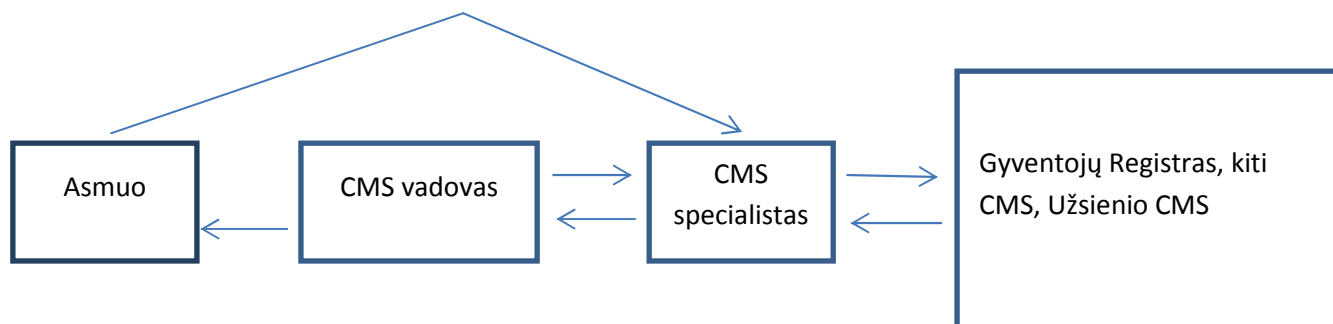 Asmuo
CMS vadovas
CMS
specialistas
Gyventojų Registras, kiti
CMS, Užsienio CMS